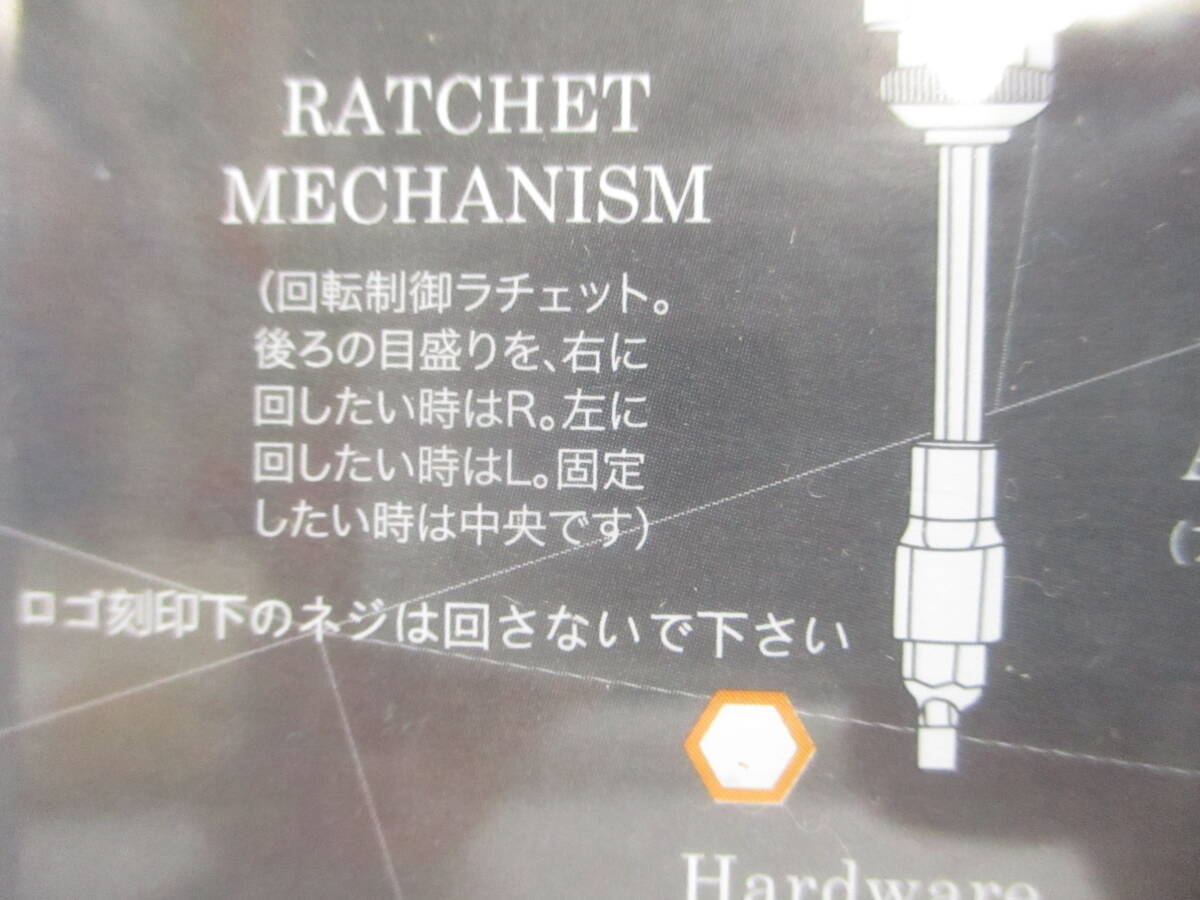 RATCHET
MECHANISM
(回転制御ラチェット。
後ろの目盛りを、右に
回したい時はR。左に
回したい時はL。固定
したい時は中央です)
ロゴ刻印下のネジは回さないで下さい
Hardware